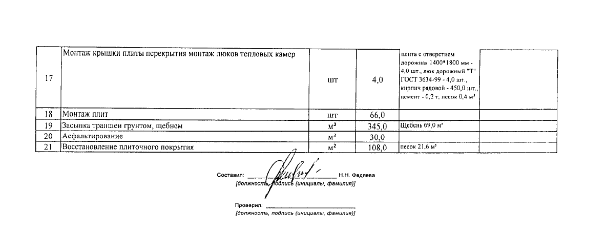 17 Монтаж крышки плиты перекрытия монтаж люков тепловых камер шт 4,0 плита с отверстием
дорожная 1400*1800 мм -
4,0 шт., люк дорожный "Т"
ГОСТ 3634-99 - 4,0 шт.,
кирпич рядовой - 450,0 шт.,
цемент - 0,2 т, песок 0,4 м³
18 Монтаж плит шт 66,0
19 Засыпка траншеи грунтом, щебнем м³ 345,0 Щебень 69,0 м³
20 Асфальтирование м² 30,0
21 Восстановление плиточного покрытия м² 108,0 песок 21,6 м³
Составил: Н.Н. Фадеева
[должность, подпись (инициалы, фамилия)]
Проверил:
[должность, подпись (инициалы, фамилия)]